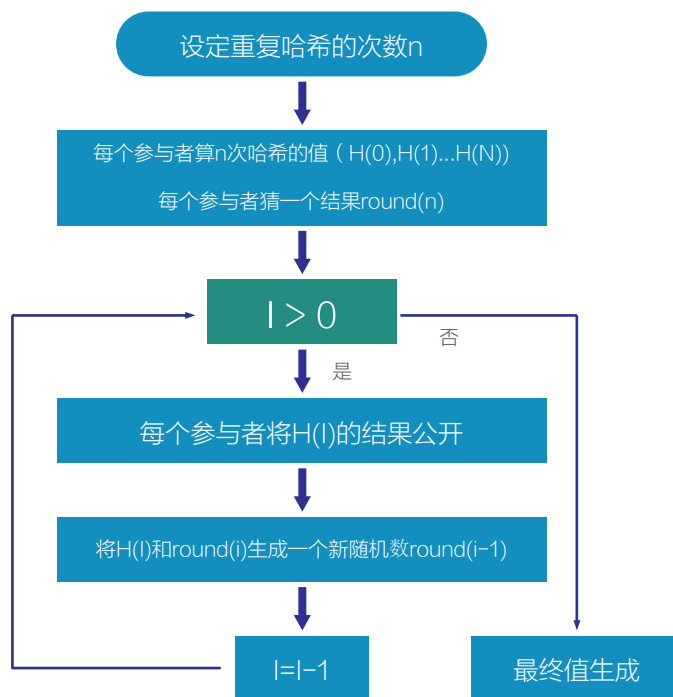 设定重复哈希的次数n
每个参与者算n次哈希的值（H(0),H(1)...H(N))
每个参与者猜一个结果round(n)
I > 0
否
是
每个参与者将H(I)的结果公开
将H(I)和round(i)生成一个新随机数round(i-1)
I=I-1
最终值生成